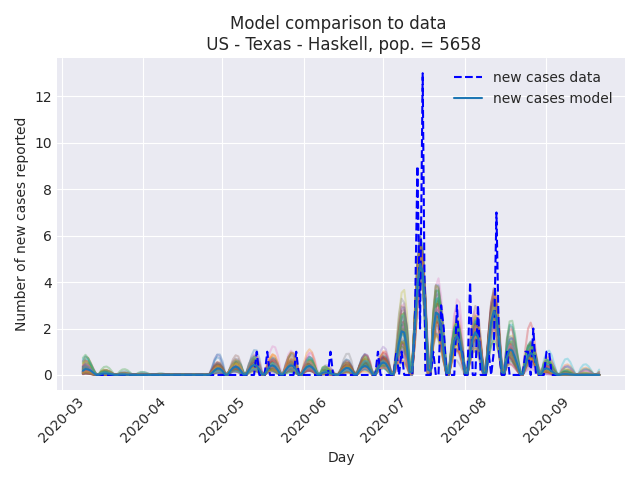 Model comparison to data
US - Texas - Haskell, pop. = 5658
new cases data
new cases model
Number of new cases reported
12
10
8
6
4
2
0
2020-03
2020-04
2020-05
2020-06
2020-07
2020-08
2020-09
Day